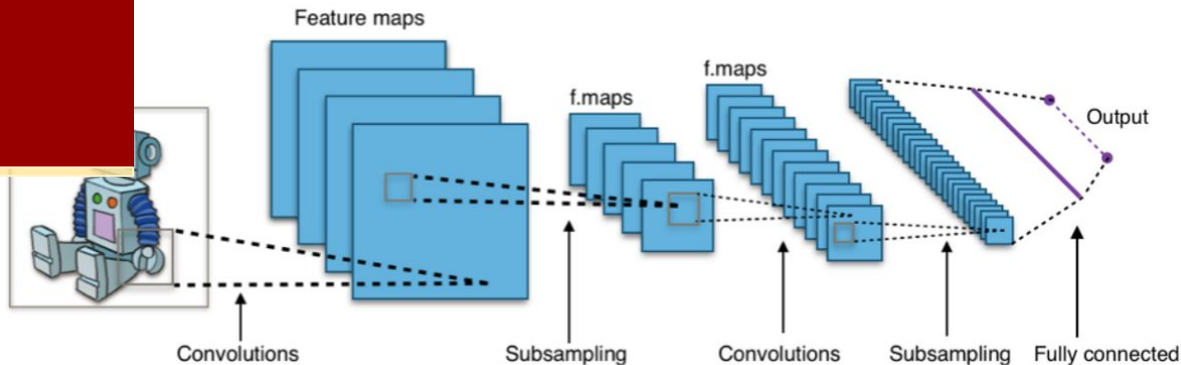 Feature maps
f.maps
f.maps
Output
Convolutions
Subsampling
Convolutions
Subsampling
Fully connected